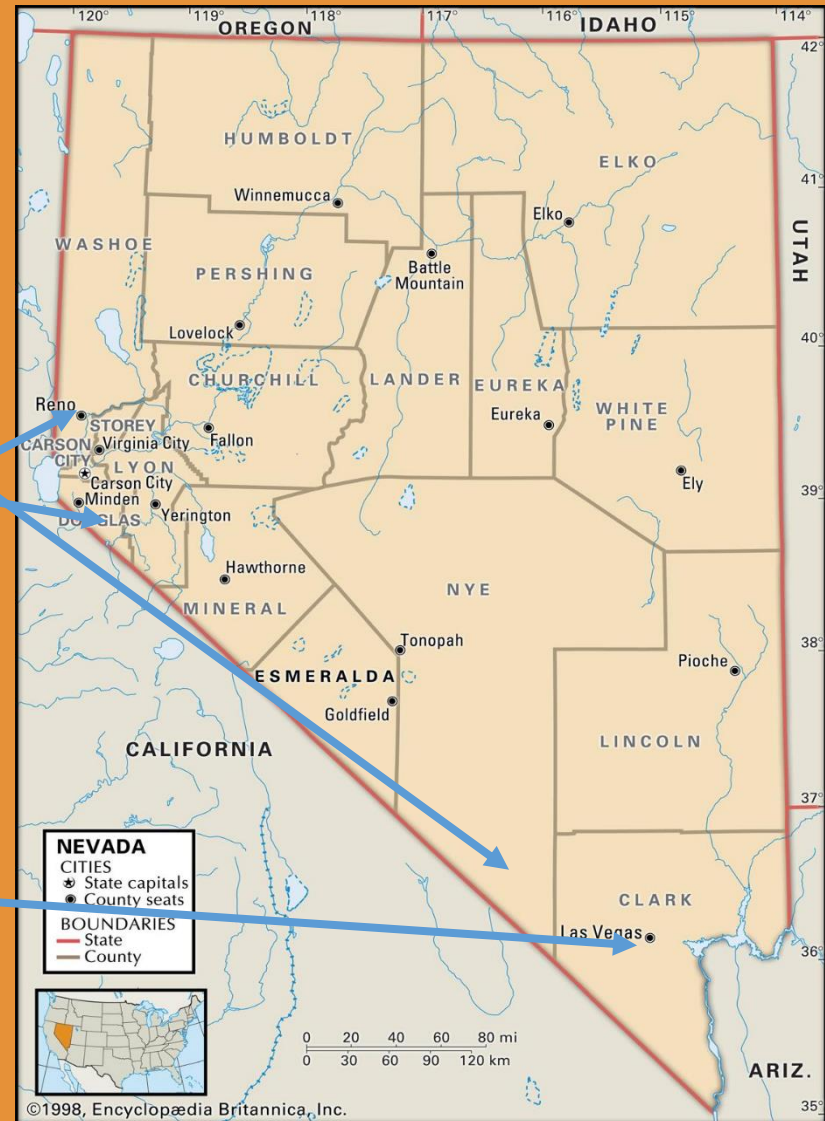 120° 119° 118° 117° 116° 115° 114°
OREGON IDAHO
42°
HUMBOLDT
ELKO
41°
Winnemucca
Elko
UTAH
WASHOE
PERSHING
Battle
Mountain
Lovelock
40°
CHURCHILL
LANDER
EUREKA
WHITE
PINE
Reno
STOREY
Eureka
CARSON
CITY
Virginia City
Fallon
LYON
Carson City
Ely
39°
Minden
DOUGLAS
Yerington
Hawthorne
NYE
MINERAL
Tonopah
38°
Pioche
ESMERALDA
Goldfield
LINCOLN
CALIFORNIA
37°
NEVADA
CITIES
State capitals
County seats
BOUNDARIES
State
County
CLARK
Las Vegas
36°
0 20 40 60 80 mi
0 30 60 90 120 km
ARIZ.
35°
©1998, Encyclopædia Britannica, Inc.